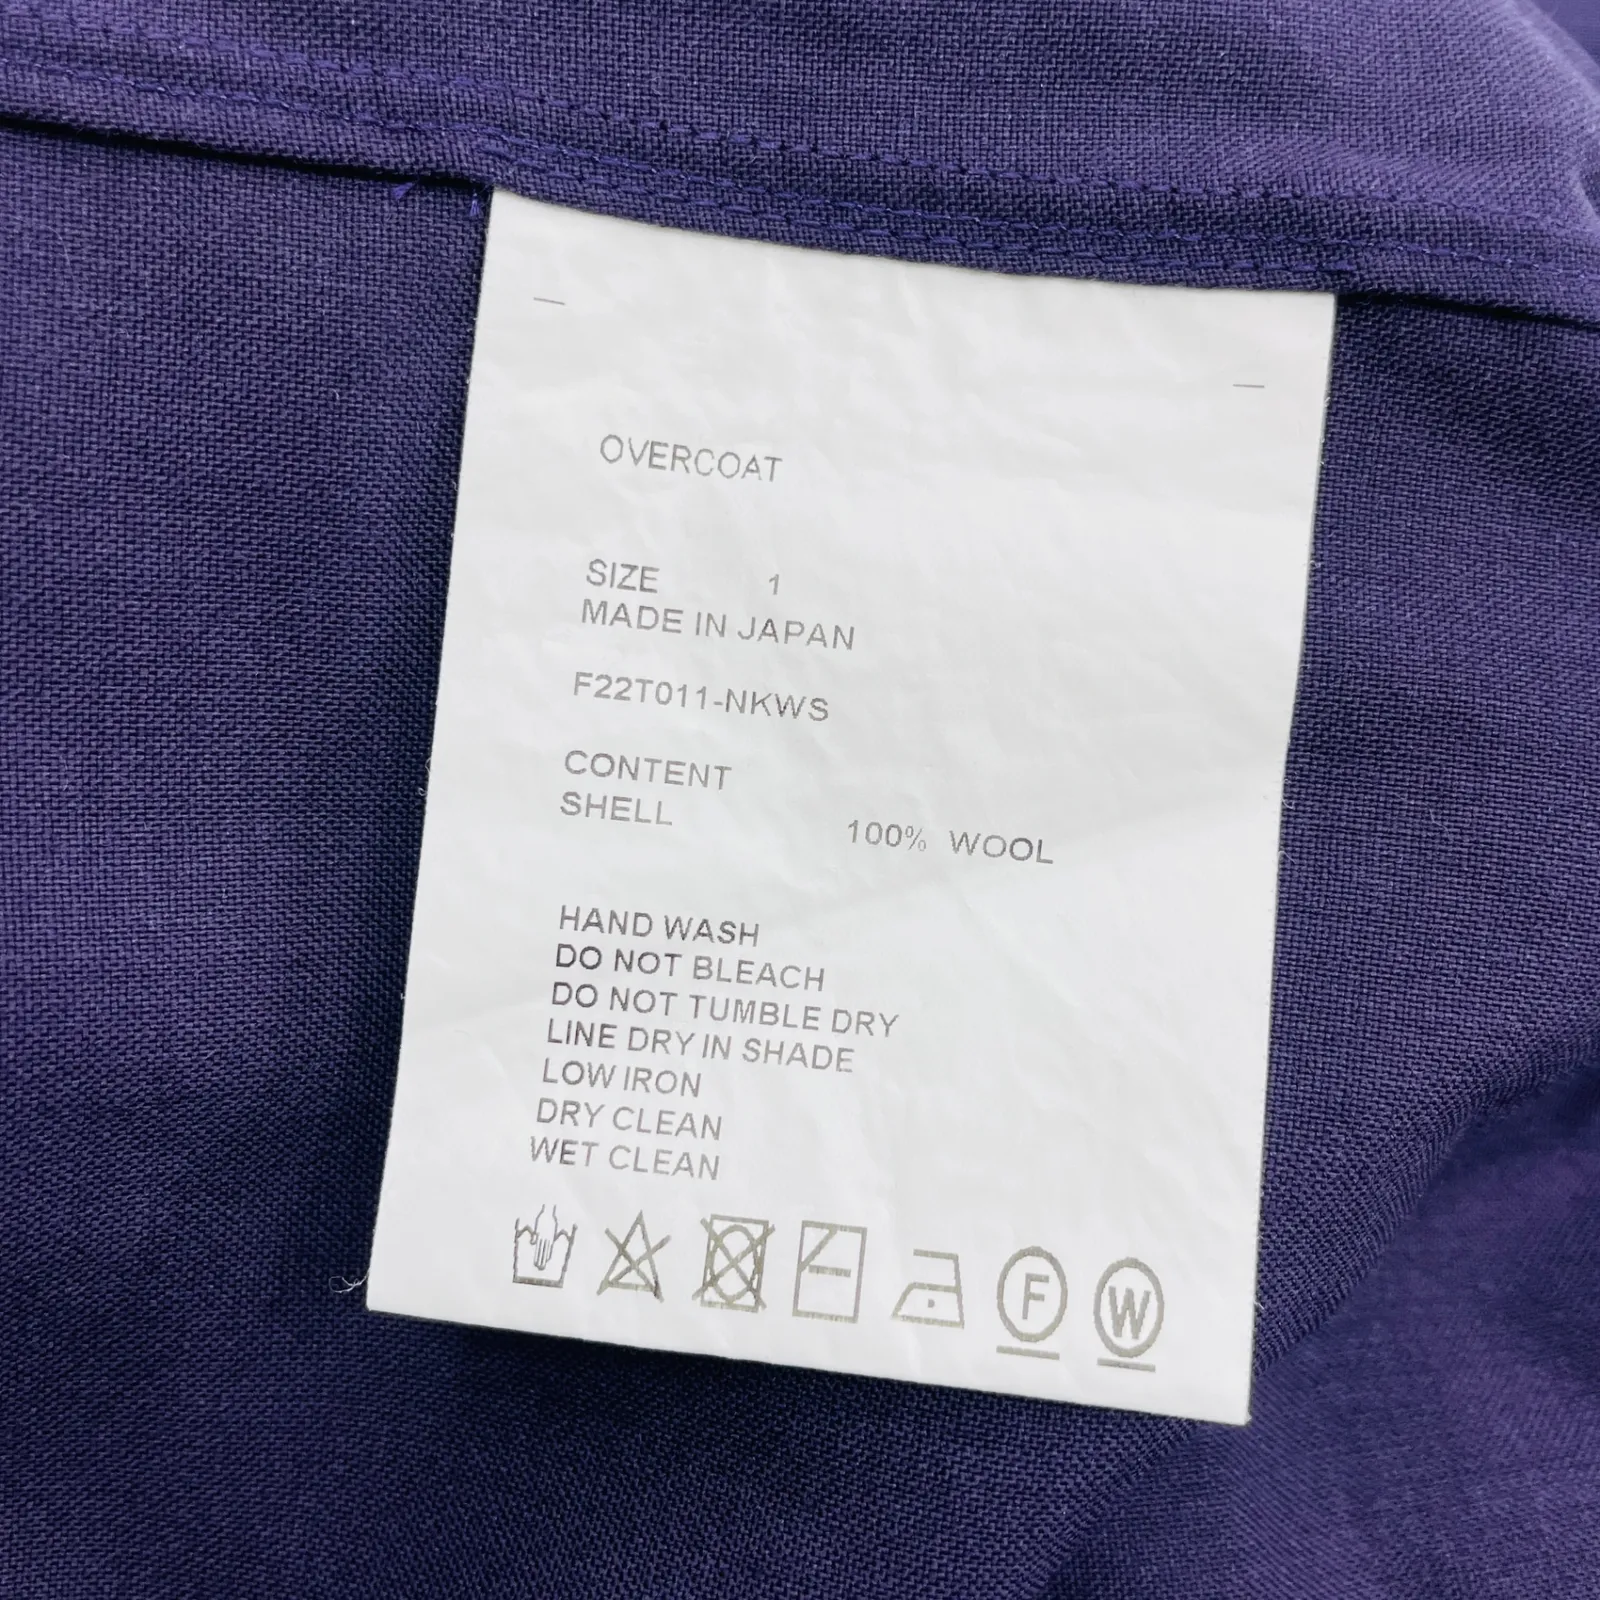 OVERCOAT
SIZE 1
MADE IN JAPAN
F22T011-NKWS
CONTENT
SHELL 100% WOOL
HAND WASH
DO NOT BLEACH
DO NOT TUMBLE DRY
LINE DRY IN SHADE
LOW IRON
DRY CLEAN
WET CLEAN
F W